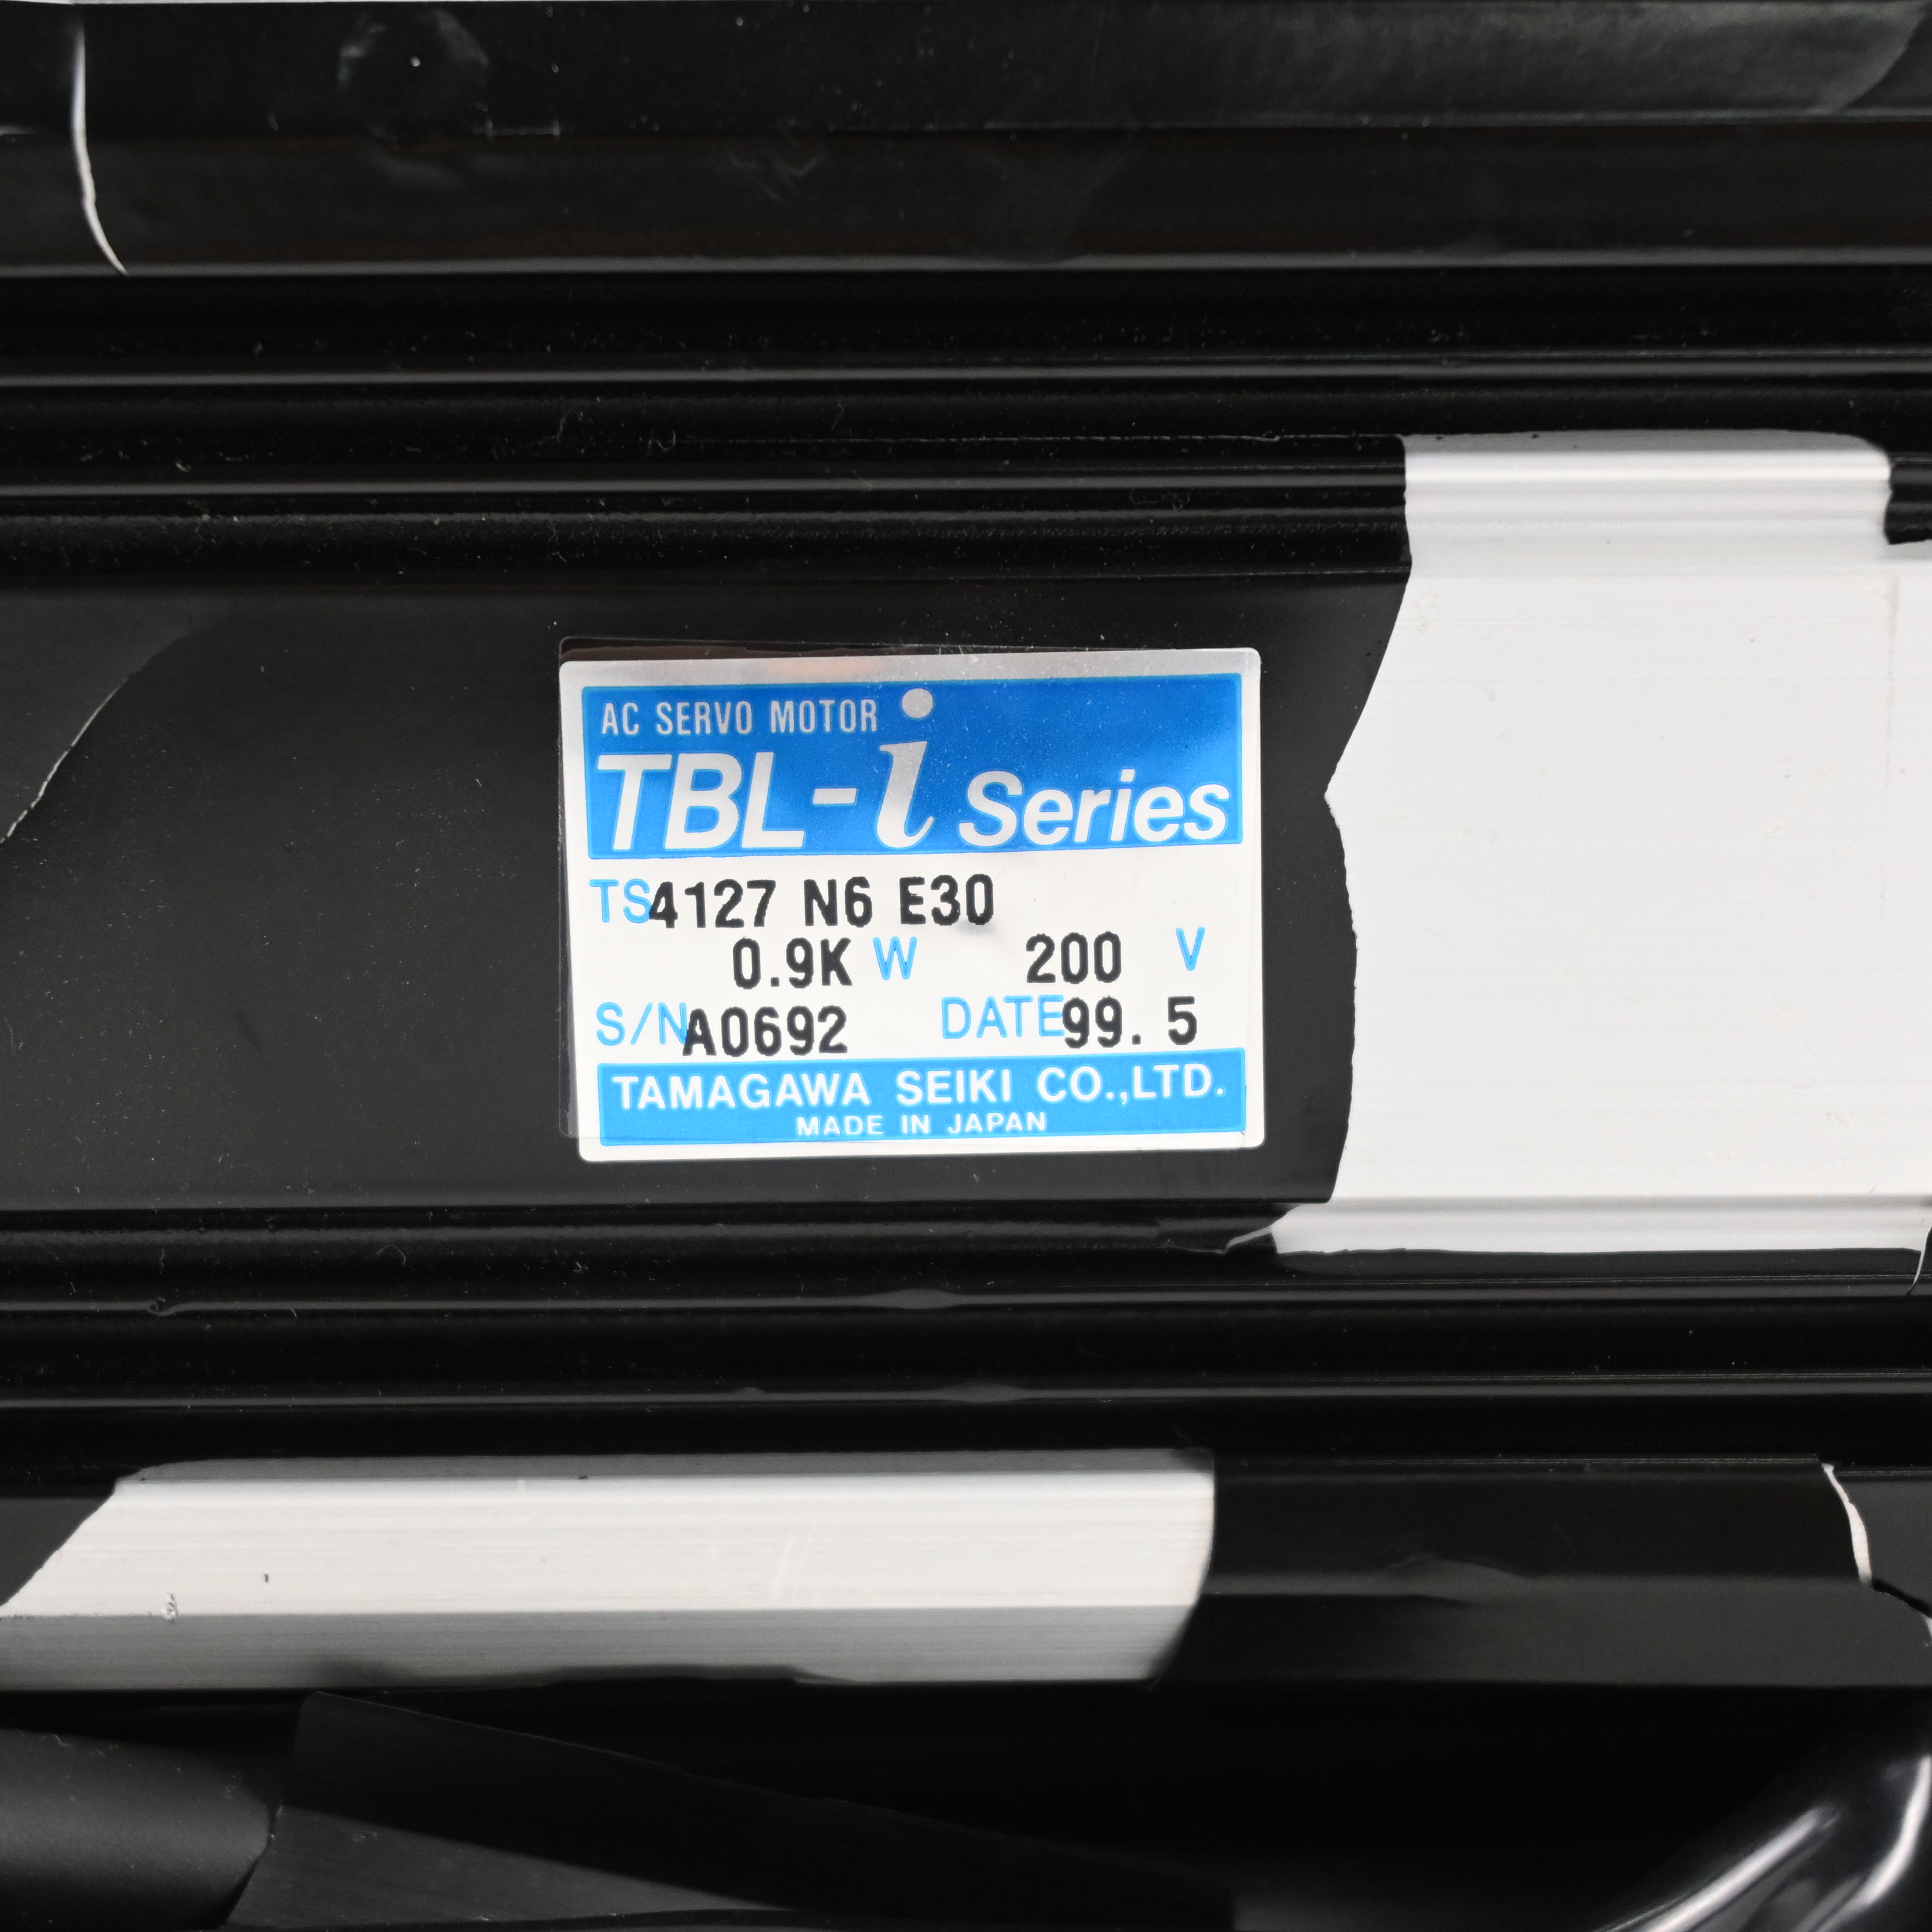 AC SERVO MOTOR
TBL-i Series
TS4127 N6 E30
0.9K W 200 V
S/N A0692 DATE 99. 5
TAMAGAWA SEIKI CO.,LTD.
MADE IN JAPAN